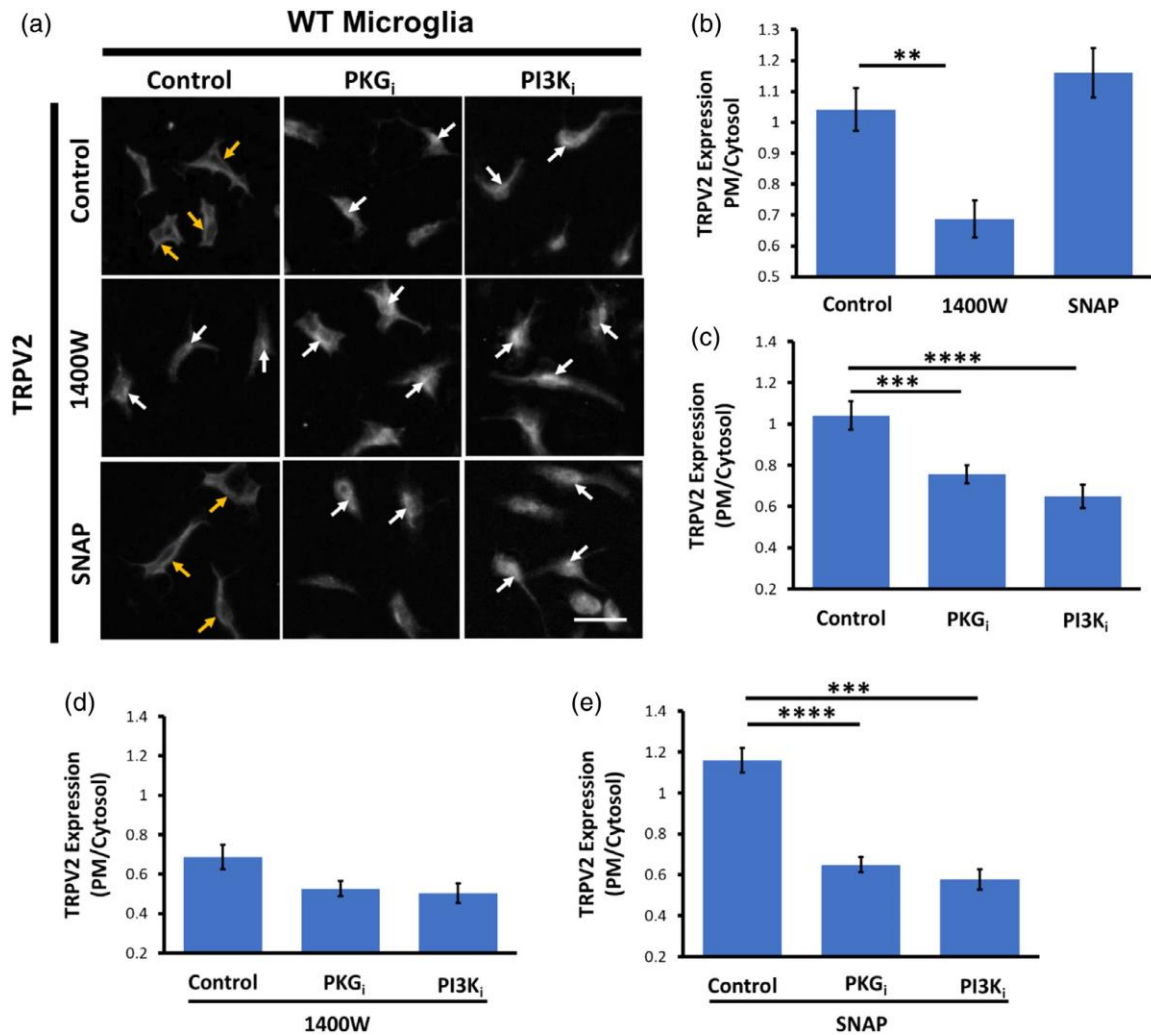 (a)
WT Microglia
Control
PKGi
PI3Ki
TRPV2
Control
1400W
SNAP
(b)
TRPV2 Expression
PM/Cytosol
1.3
1.2
1.1
1
0.9
0.8
0.7
0.6
0.5
**
Control
1400W
SNAP
(c)
TRPV2 Expression
(PM/Cytosol)
1.4
1.2
1
0.8
0.6
0.4
0.2
****
***
Control
PKGi
PI3Ki
(d)
TRPV2 Expression
(PM/Cytosol)
1.4
1.2
1
0.8
0.6
0.4
0.2
Control
PKGi
PI3Ki
1400W
(e)
TRPV2 Expression
(PM/Cytosol)
1.4
1.2
1
0.8
0.6
0.4
0.2
***
****
Control
PKGi
PI3Ki
SNAP